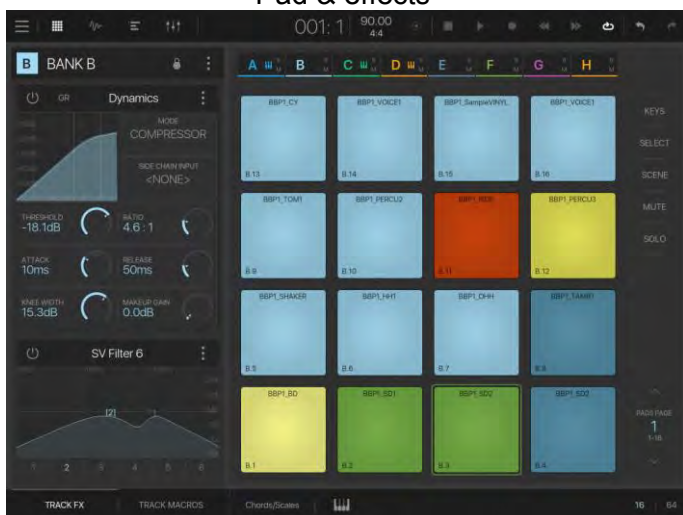 Pad & effects
001: 1 90.00
4:4
B BANK B
A B C D E F G H
GR Dynamics
MODE
COMPRESSOR
SIDE CHAIN INPUT
<NONE>
THRESHOLD
-18.1dB
RATIO
4.6 : 1
ATTACK
10ms
RELEASE
50ms
KNEE WIDTH
15.3dB
MAKEUP GAIN
0.0dB
SV Filter 6
[2]
1 2 3 4 5 6
BBP1_CY BBP1_VOICE1 BBP1_SampleVINYL BBP1_VOICE1
B.13 B.14 B.15 B.16
BBP1_TOM1 BBP1_PERCU2 BBP1_RIDE BBP1_PERCU3
B.9 B.10 B.11 B.12
BBP1_SHAKER BBP1_HH1 BBP1_OHH BBP1_TAMB1
B.5 B.6 B.7 B.8
BBP1_BD BBP1_SD1 BBP1_SD2 BBP1_SD2
B.1 B.2 B.3 B.4
KEYS
SELECT
SCENE
MUTE
SOLO
PADS PAGE
1
1-16
TRACK FX TRACK MACROS Chords/Scales 16 64